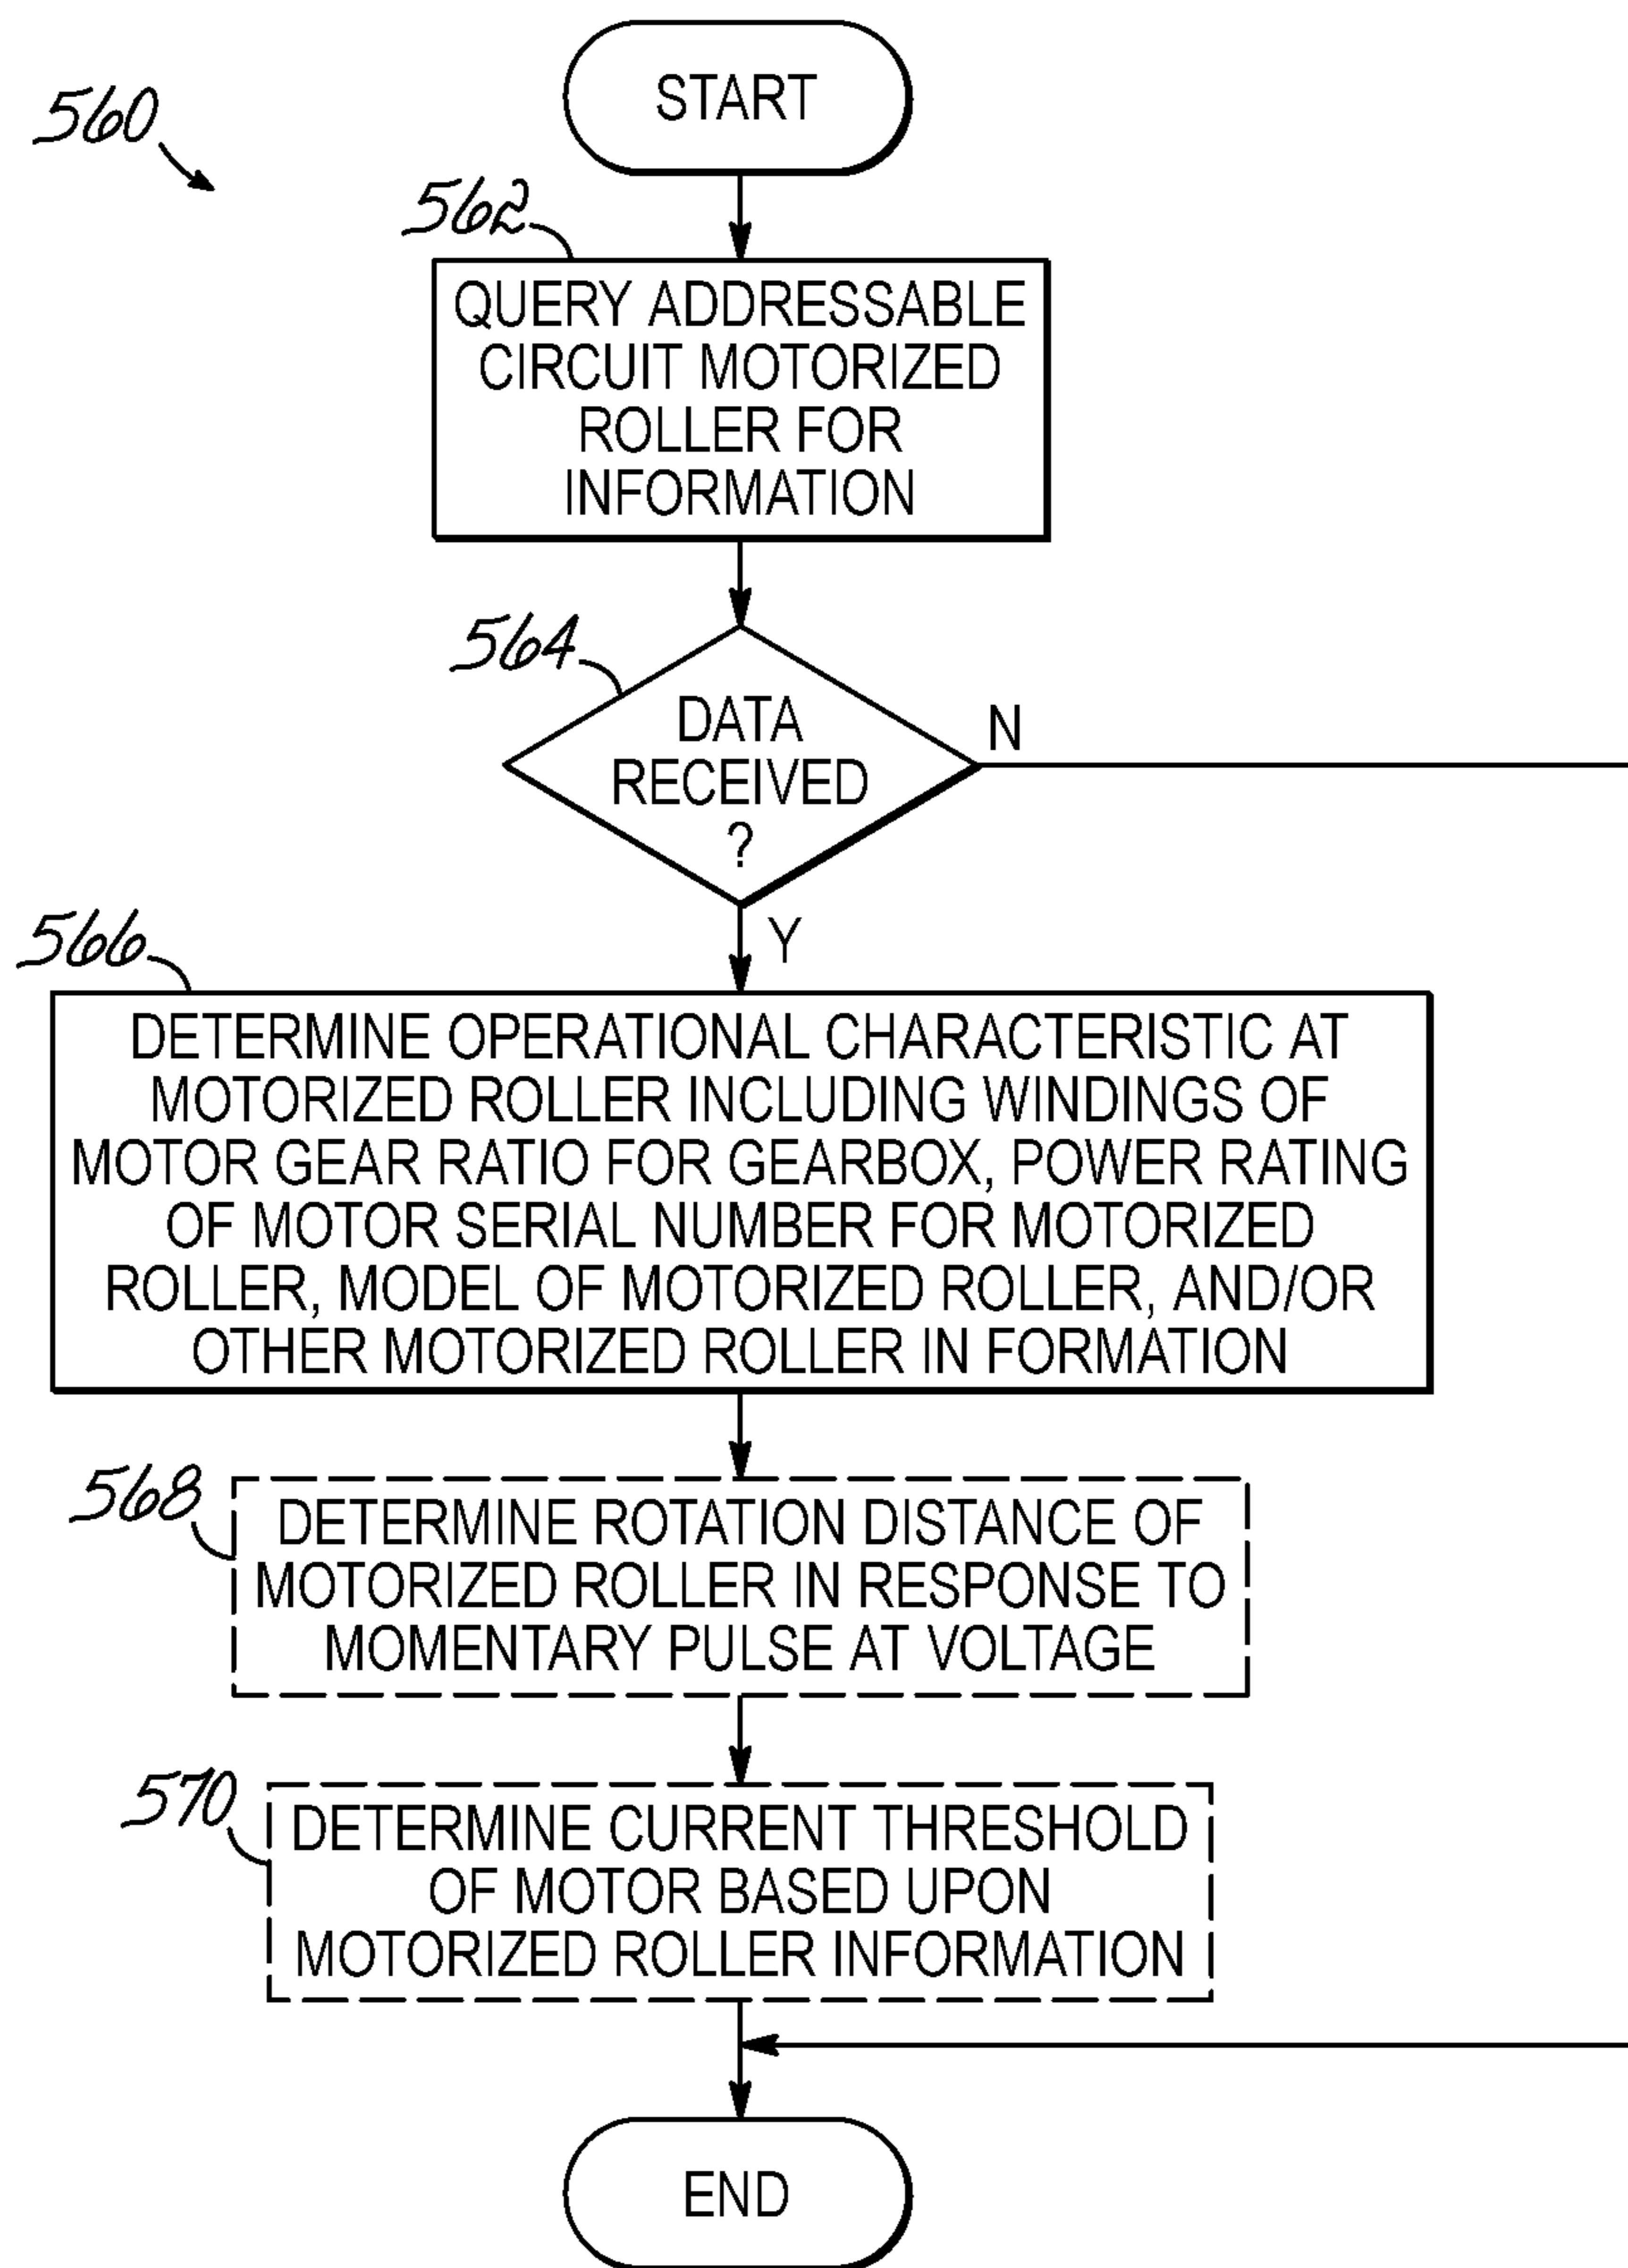 560
START
562
QUERY ADDRESSABLE
CIRCUIT MOTORIZED
ROLLER FOR
INFORMATION
564
DATA
RECEIVED
?
N
Y
566
DETERMINE OPERATIONAL CHARACTERISTIC AT
MOTORIZED ROLLER INCLUDING WINDINGS OF
MOTOR GEAR RATIO FOR GEARBOX, POWER RATING
OF MOTOR SERIAL NUMBER FOR MOTORIZED
ROLLER, MODEL OF MOTORIZED ROLLER, AND/OR
OTHER MOTORIZED ROLLER IN FORMATION
568
DETERMINE ROTATION DISTANCE OF
MOTORIZED ROLLER IN RESPONSE TO
MOMENTARY PULSE AT VOLTAGE
570
DETERMINE CURRENT THRESHOLD
OF MOTOR BASED UPON
MOTORIZED ROLLER INFORMATION
END